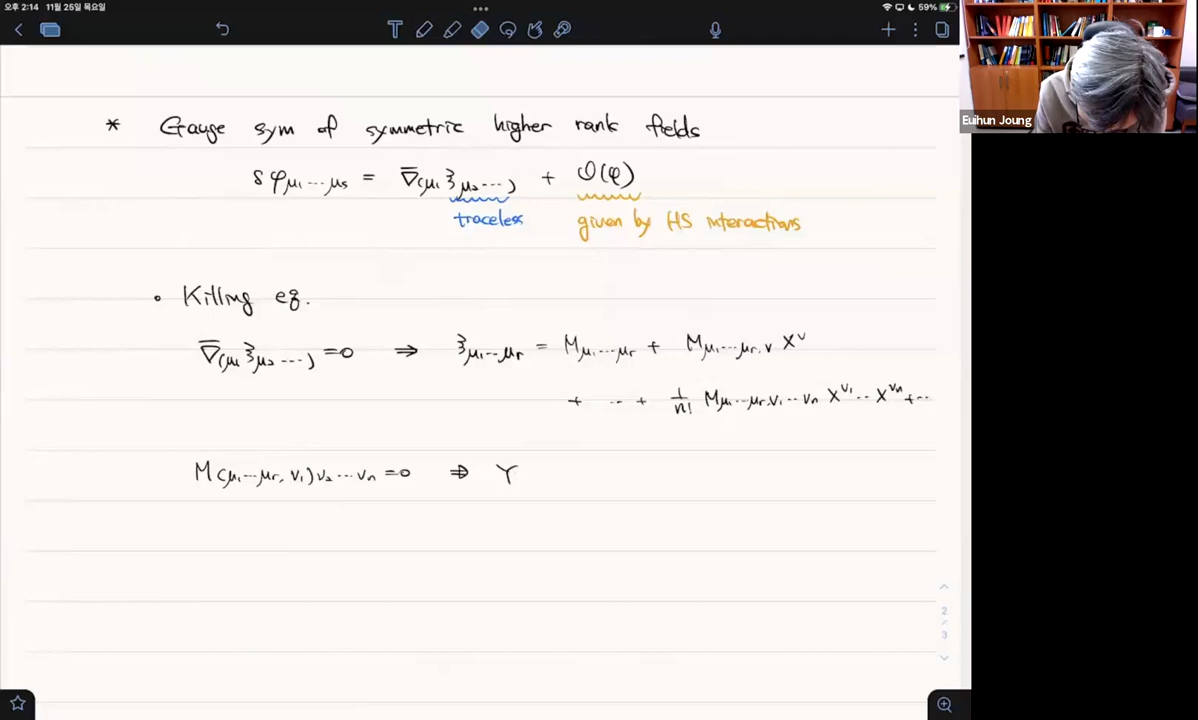 오후 2:14 11월 25일 목요일
59%
T
Euihun Joung
* Gauge sym of symmetric higher rank fields
δφ_{μ₁…μₛ} = ∇̄_{(μ₁} ξ_{μ₂…)} + O(φ)
traceless
given by HS interactions
• Killing eq.
∇̄_{(μ₁} ξ_{μ₂…)} = 0 ⇒ ξ_{μ₁…μᵣ} = M_{μ₁…μᵣ} + M_{μ₁…μᵣ,ν} X^ν
+ … + 1/n! M_{μ₁…μᵣ,ν₁…νₙ} X^{ν₁} … X^{νₙ} + …
M_{(μ₁…μᵣ,ν₁)ν₂…νₙ} = 0 ⇒ Y
2
/
3